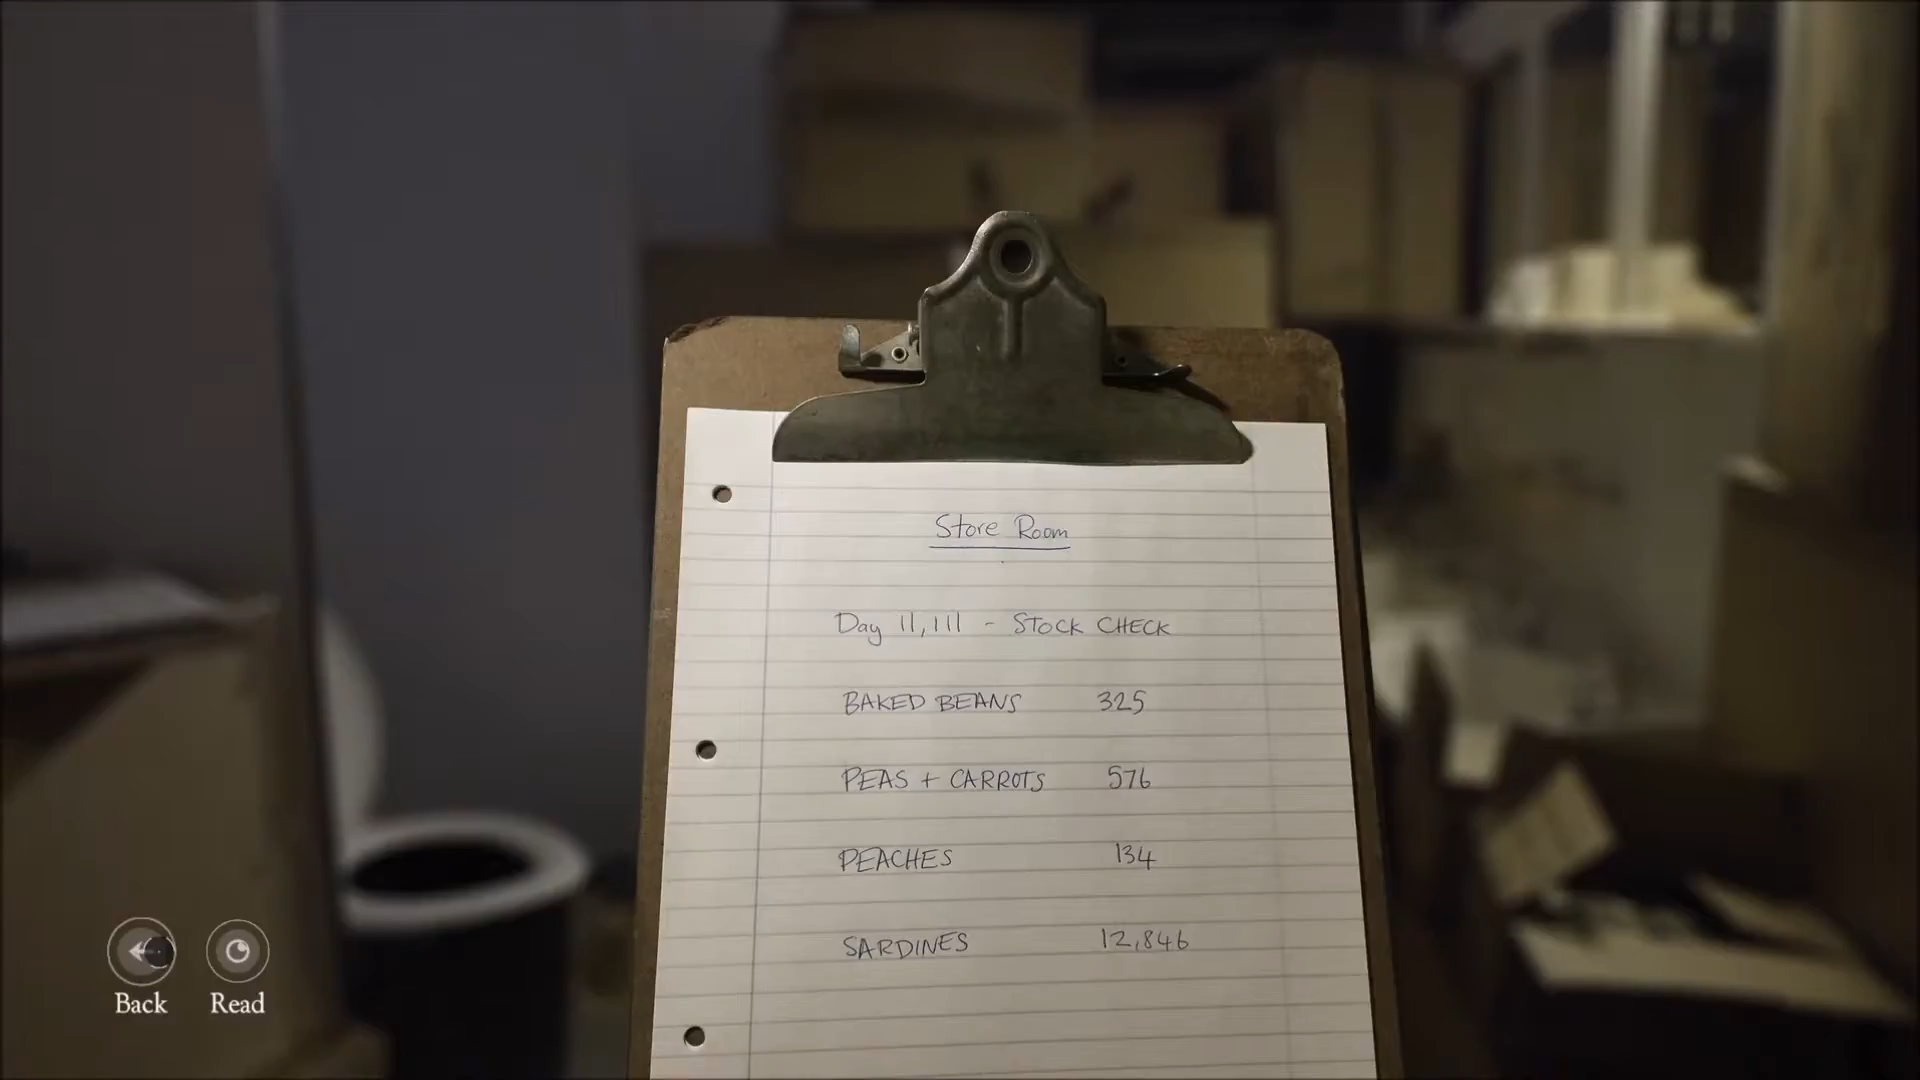 Store Room
Day 11,111 - STOCK CHECK
BAKED BEANS 325
PEAS + CARROTS 576
PEACHES 134
SARDINES 12,846
Back Read